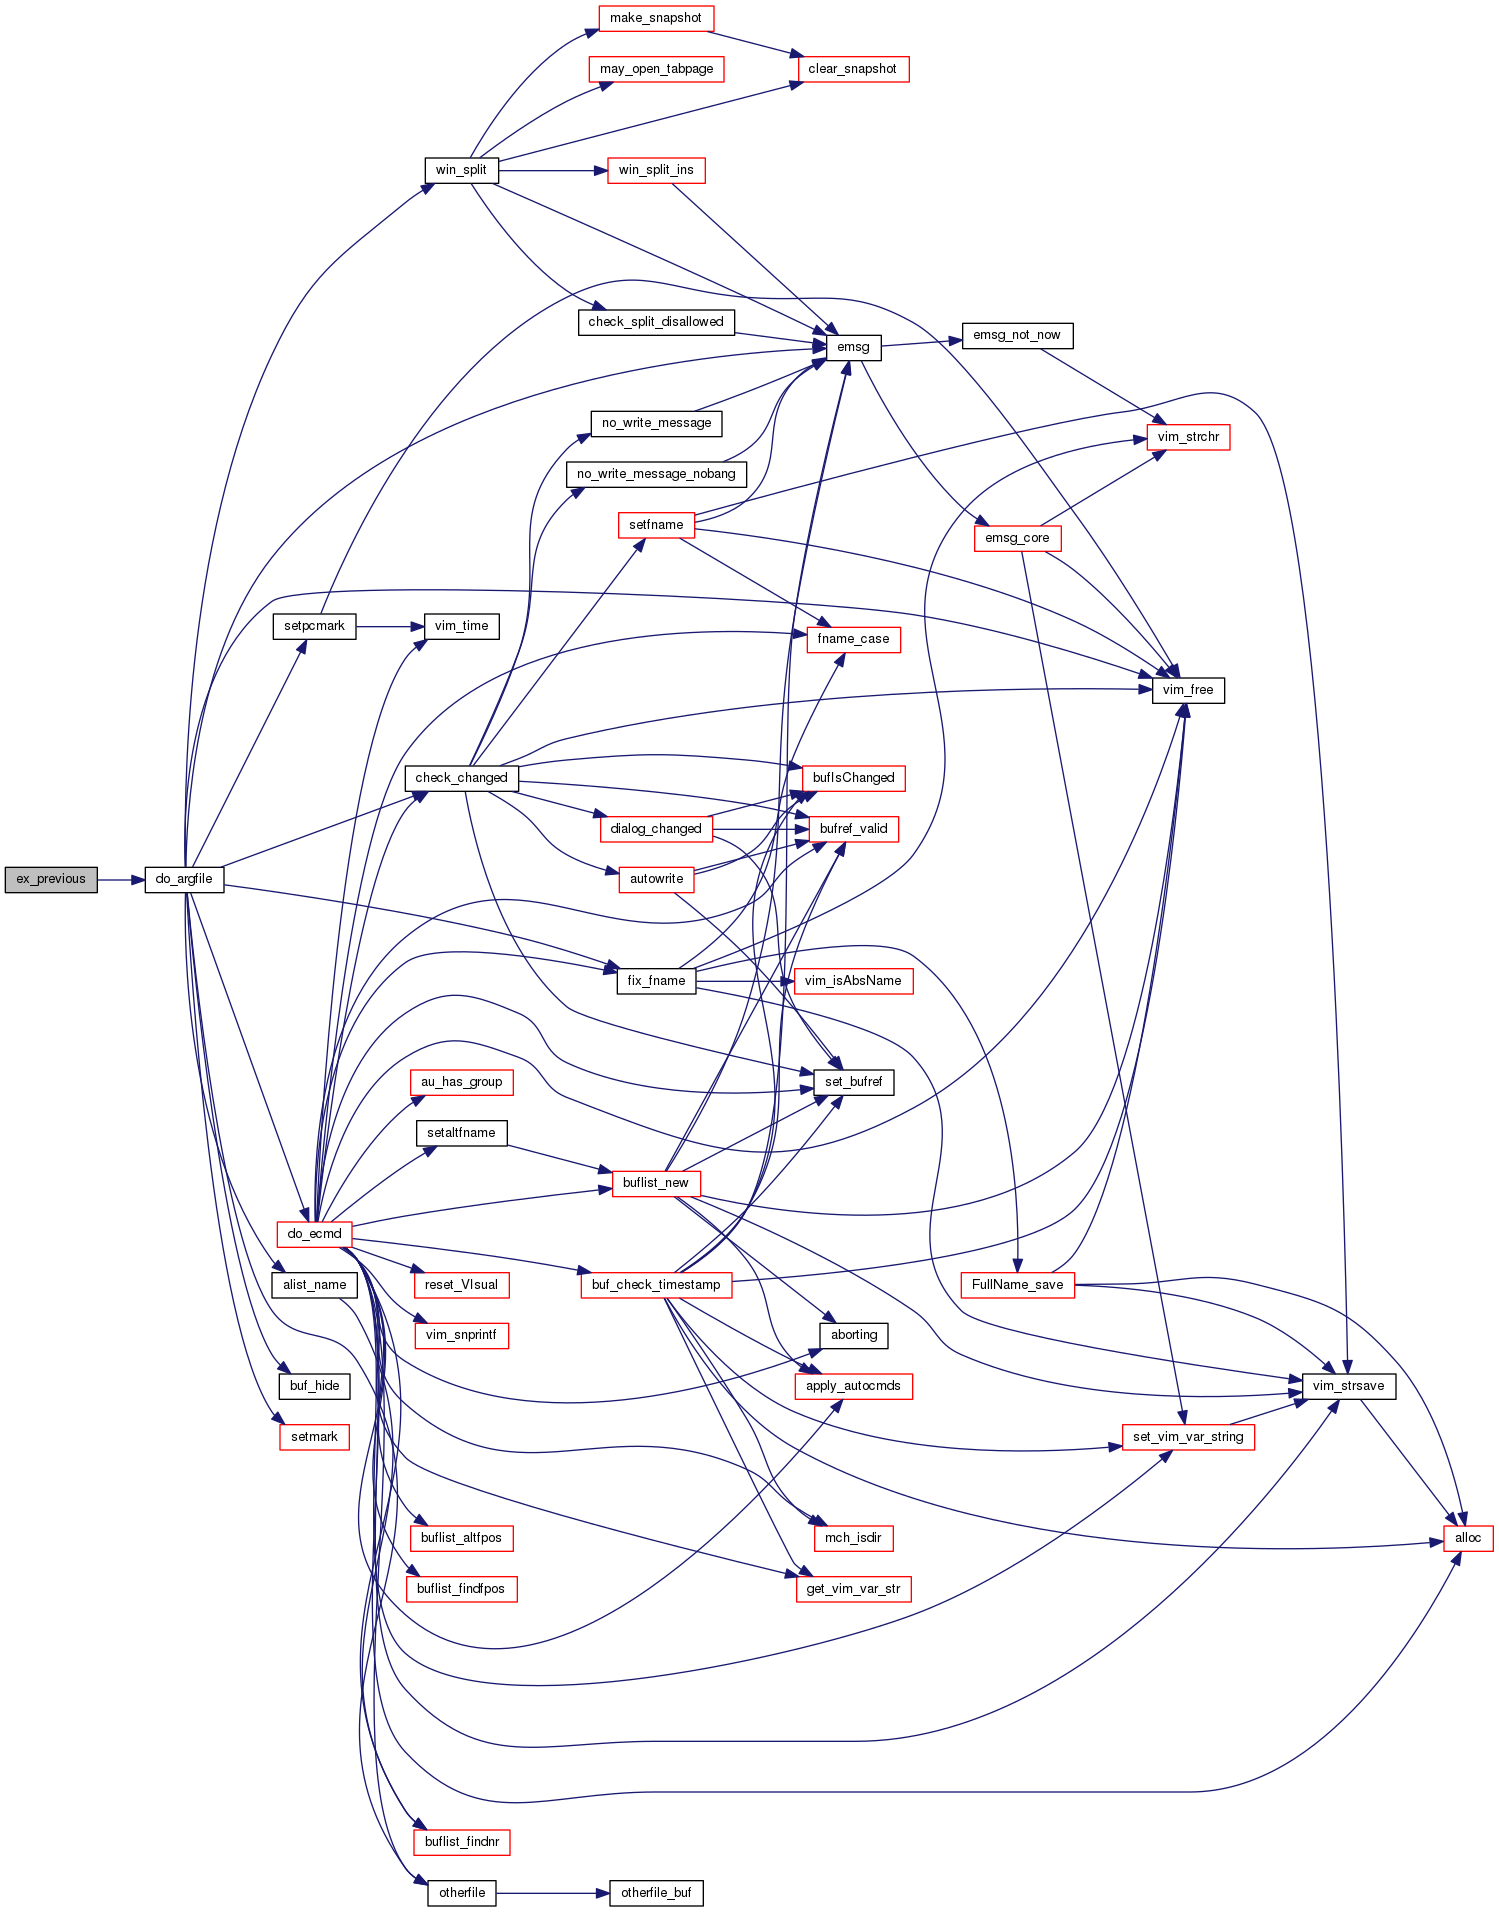 make_snapshot
may_open_tabpage
clear_snapshot
win_split
win_split_ins
check_split_disallowed
emsg
emsg_not_now
no_write_message
vim_strchr
no_write_message_nobang
setfname
emsg_core
setpcmark
vim_time
fname_case
vim_free
check_changed
bufIsChanged
dialog_changed
bufref_valid
ex_previous
do_argfile
autowrite
fix_fname
vim_isAbsName
au_has_group
set_bufref
setaltfname
buflist_new
do_ecmd
alist_name
reset_VIsual
buf_check_timestamp
FullName_save
vim_snprintf
aborting
buf_hide
apply_autocmds
vim_strsave
setmark
set_vim_var_string
buflist_altfpos
mch_isdir
alloc
buflist_findfpos
get_vim_var_str
buflist_findnr
otherfile
otherfile_buf